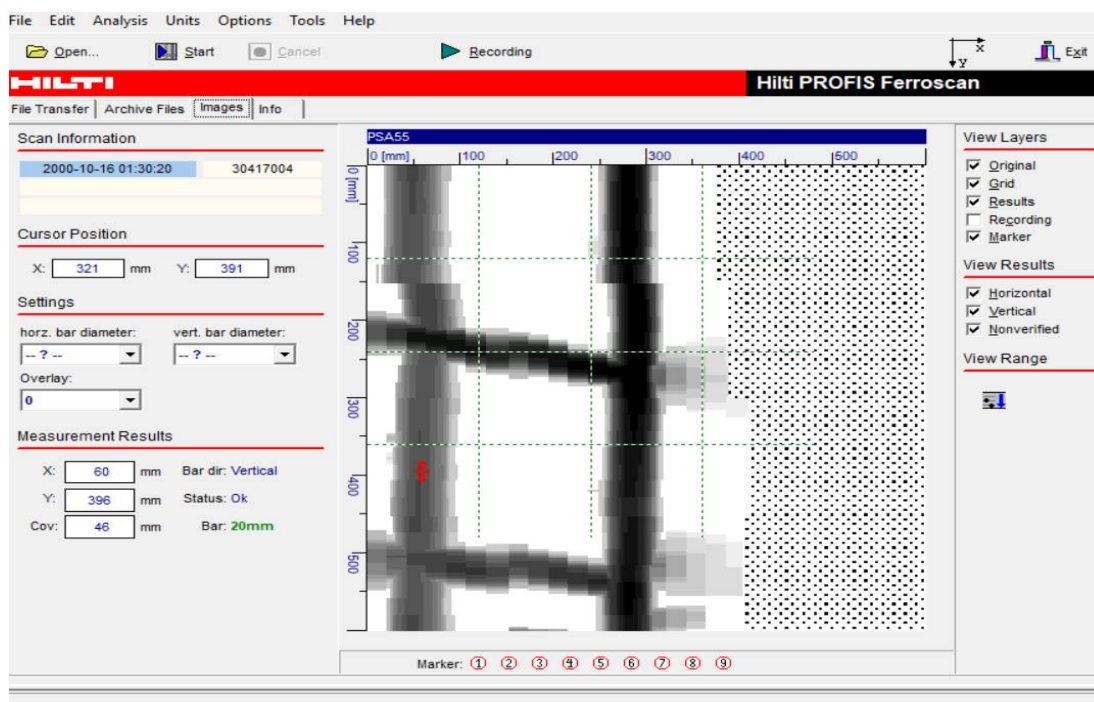 File Edit Analysis Units Options Tools Help
Open... Start Cancel Recording x y Exit
HILTI Hilti PROFIS Ferroscan
File Transfer Archive Files Images Info
Scan Information
2000-10-16 01:30:20 30417004
Cursor Position
X: 321 mm Y: 391 mm
Settings
horz. bar diameter: vert. bar diameter:
-- ? -- -- ? --
Overlay:
0
Measurement Results
X: 60 mm Bar dir: Vertical
Y: 396 mm Status: Ok
Cov: 46 mm Bar: 20mm
PSA55
0 [mm] 100 200 300 400 500
0 [mm]
100
200
300
400
500
Marker: ① ② ③ ④ ⑤ ⑥ ⑦ ⑧ ⑨
View Layers
Original
Grid
Results
Recording
Marker
View Results
Horizontal
Vertical
Nonverified
View Range